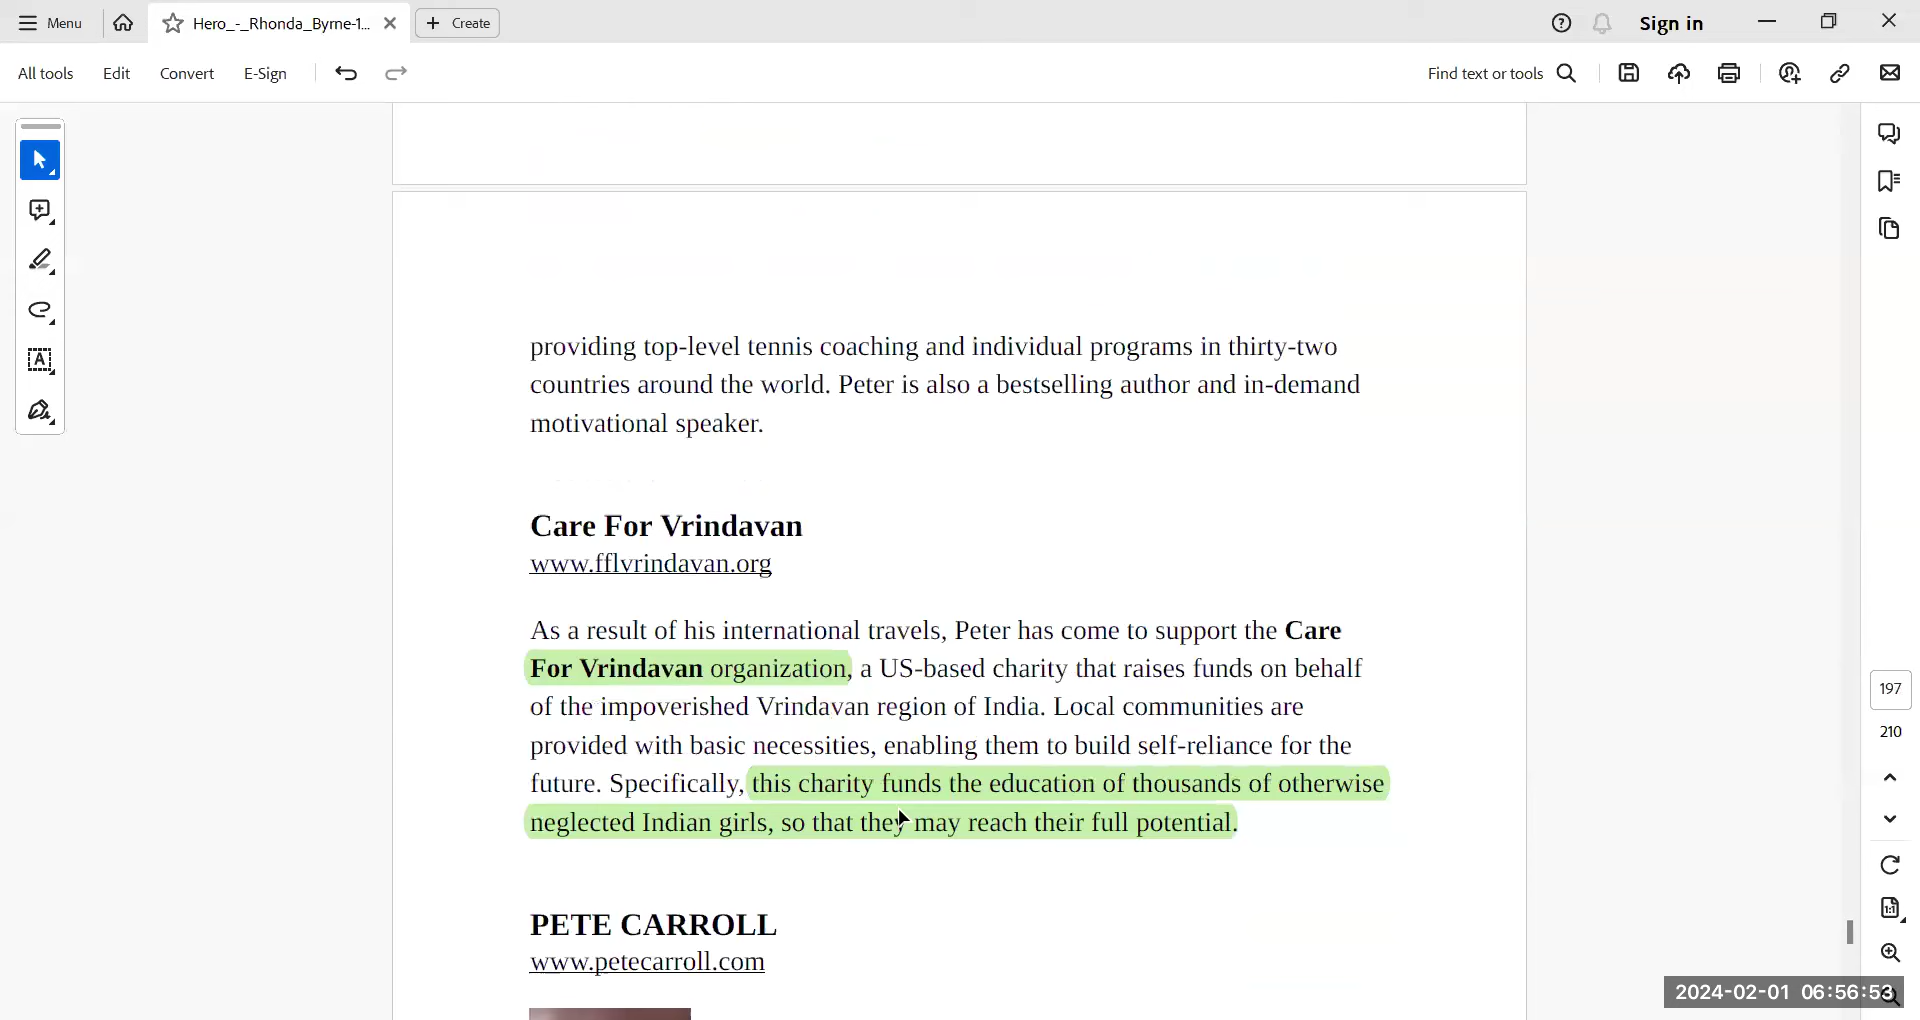 Menu
Hero_-_Rhonda_Byrne-1...
Create
Sign in
All tools
Edit
Convert
E-Sign
Find text or tools
providing top-level tennis coaching and individual programs in thirty-two
countries around the world. Peter is also a bestselling author and in-demand
motivational speaker.
Care For Vrindavan
www.fflvrindavan.org
As a result of his international travels, Peter has come to support the Care
For Vrindavan organization, a US-based charity that raises funds on behalf
of the impoverished Vrindavan region of India. Local communities are
provided with basic necessities, enabling them to build self-reliance for the
future. Specifically, this charity funds the education of thousands of otherwise
neglected Indian girls, so that they may reach their full potential.
PETE CARROLL
www.petecarroll.com
197
210
2024-02-01 06:56:53